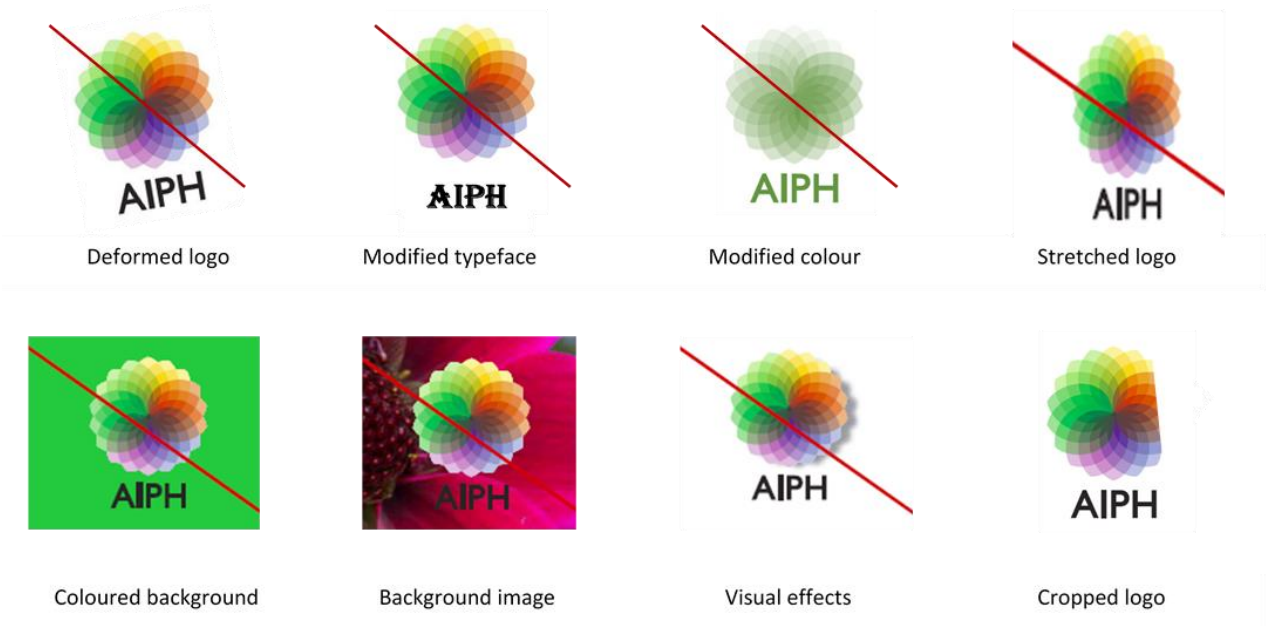 AIPH AIPH AIPH AIPH
Deformed logo Modified typeface Modified colour Stretched logo
AIPH AIPH AIPH AIPH
Coloured background Background image Visual effects Cropped logo